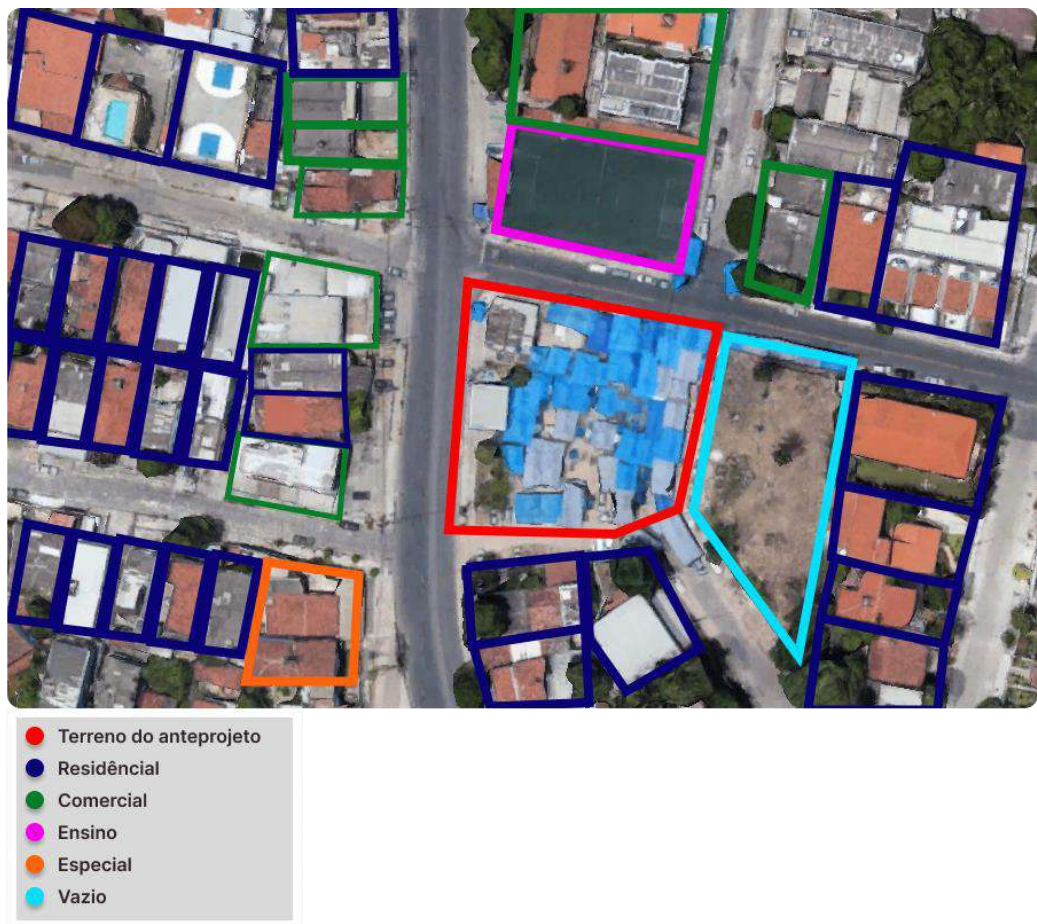 Terreno do anteprojeto
Residêncial
Comercial
Ensino
Especial
Vazio